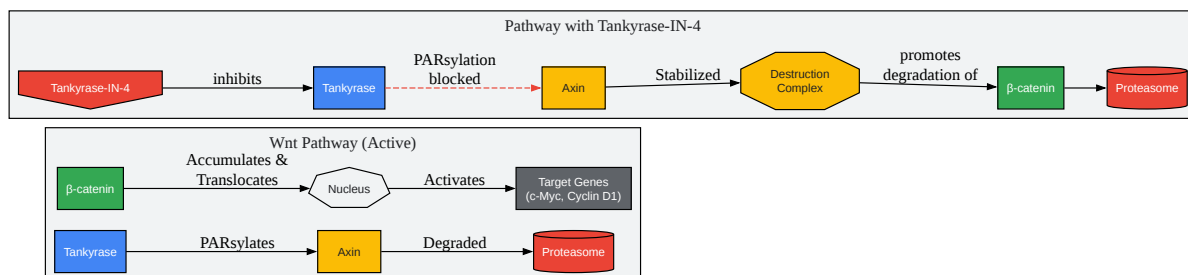 Pathway with Tankyrase-IN-4
Tankyrase-IN-4
inhibits
Tankyrase
PARsylation
blocked
Axin
Stabilized
Destruction
Complex
promotes
degradation of
β-catenin
Proteasome
Wnt Pathway (Active)
β-catenin
Accumulates &
Translocates
Nucleus
Activates
Target Genes
(c-Myc, Cyclin D1)
Tankyrase
PARsylates
Axin
Degraded
Proteasome